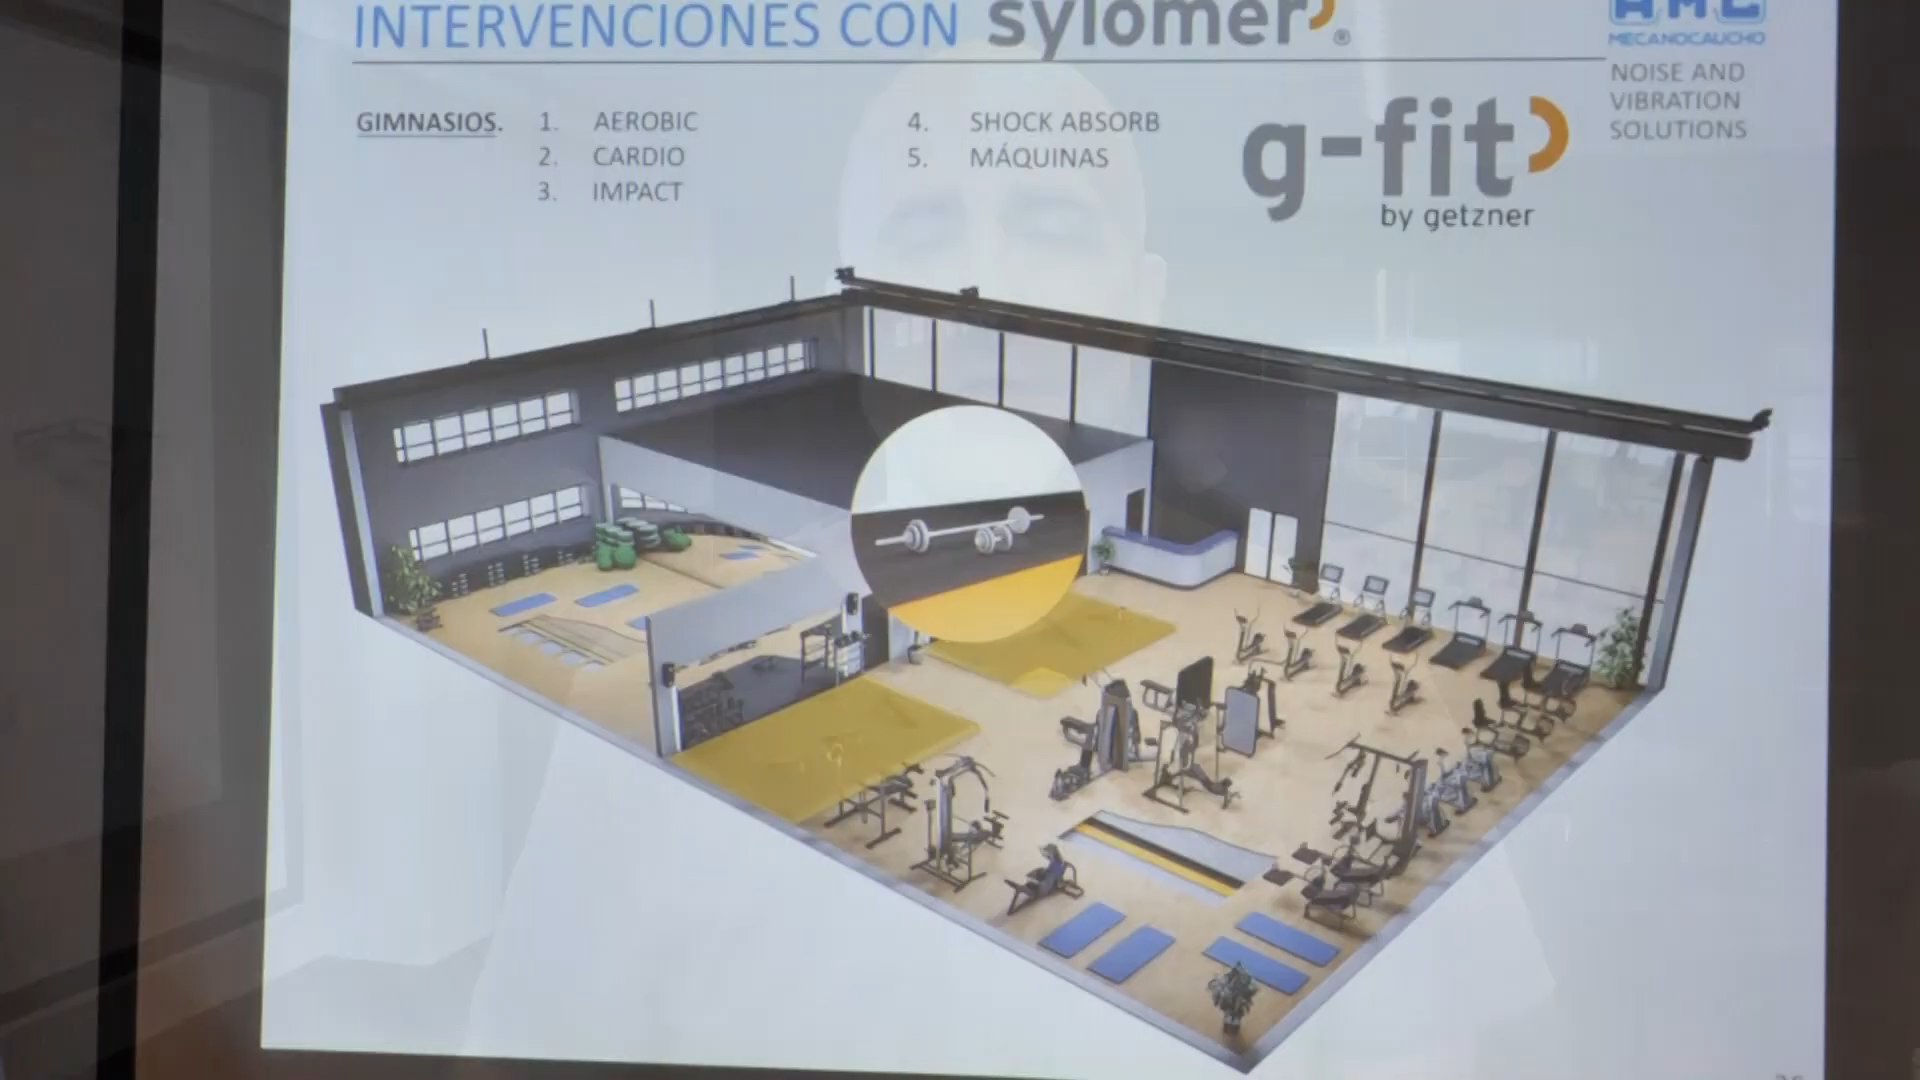 INTERVENCIONES CON sylomer®
AMC
MECANOCAUCHO
NOISE AND
VIBRATION
SOLUTIONS
GIMNASIOS.
1. AEROBIC
2. CARDIO
3. IMPACT
4. SHOCK ABSORB
5. MÁQUINAS
g-fit
by getzner